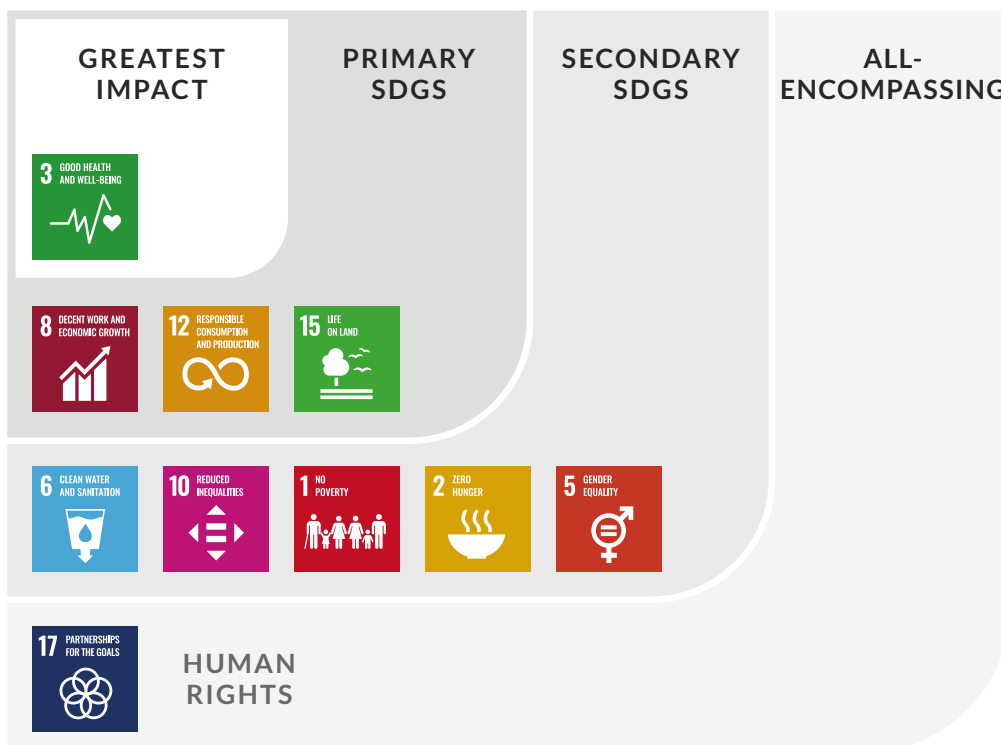 GREATEST
IMPACT
PRIMARY
SDGS
SECONDARY
SDGS
ALL-
ENCOMPASSING
3 GOOD HEALTH
AND WELL-BEING
8 DECENT WORK AND
ECONOMIC GROWTH
12 RESPONSIBLE
CONSUMPTION
AND PRODUCTION
15 LIFE
ON LAND
6 CLEAN WATER
AND SANITATION
10 REDUCED
INEQUALITIES
1 NO
POVERTY
2 ZERO
HUNGER
5 GENDER
EQUALITY
17 PARTNERSHIPS
FOR THE GOALS
HUMAN
RIGHTS